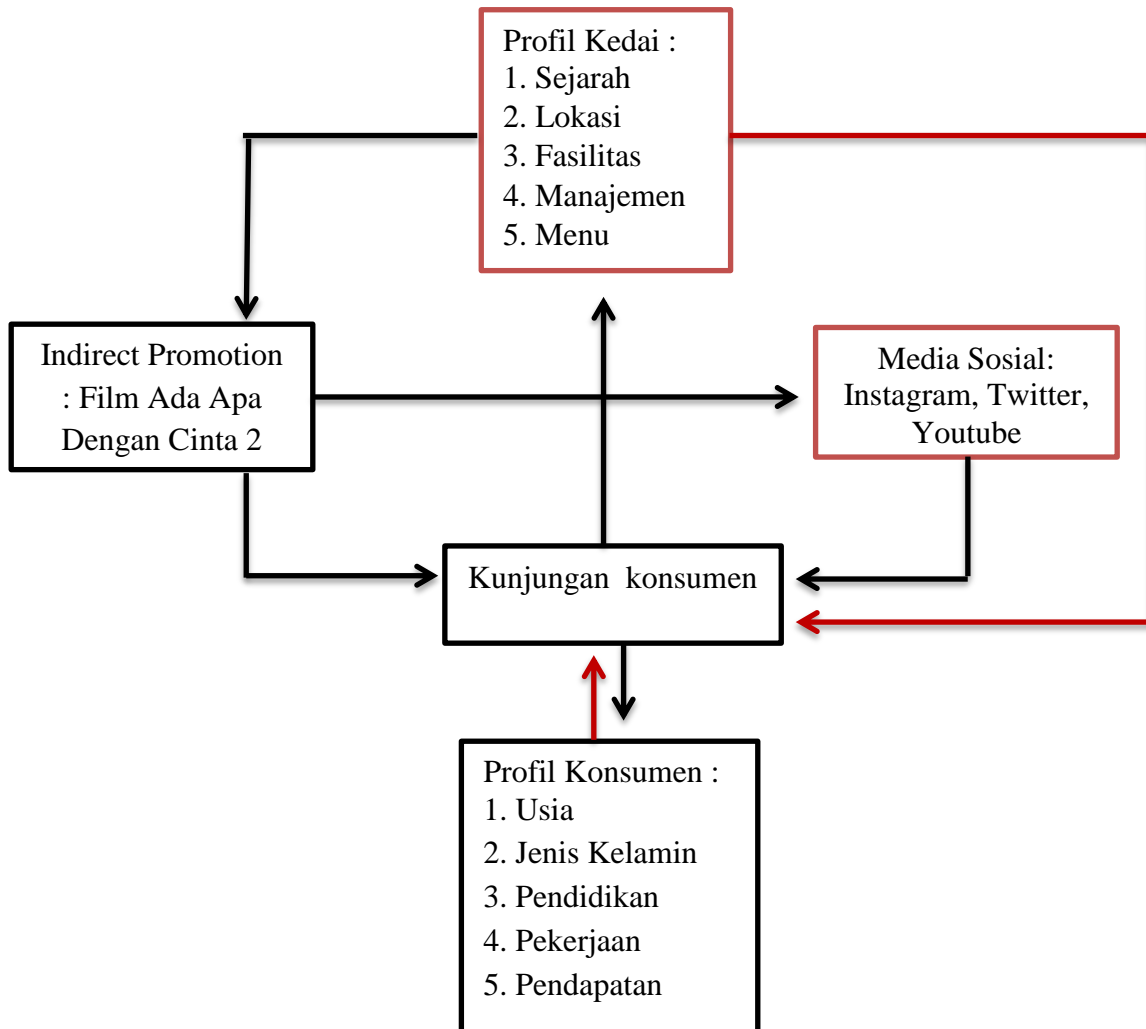 Profil Kedai :
1. Sejarah
2. Lokasi
3. Fasilitas
4. Manajemen
5. Menu
Indirect Promotion
: Film Ada Apa
Dengan Cinta 2
Media Sosial:
Instagram, Twitter,
Youtube
Kunjungan konsumen
Profil Konsumen :
1. Usia
2. Jenis Kelamin
3. Pendidikan
4. Pekerjaan
5. Pendapatan